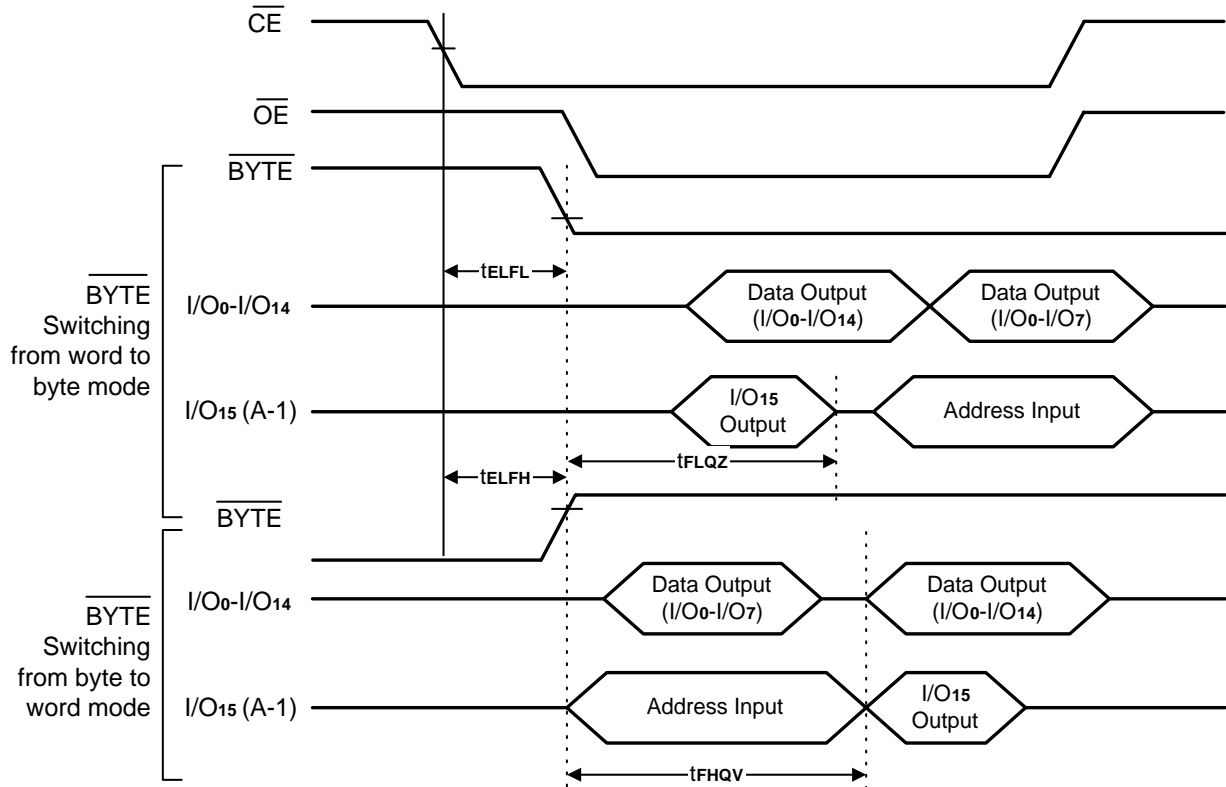 CE
OE
BYTE
tELFL
BYTE
Switching
from word to
byte mode
I/O0-I/O14
Data Output
(I/O0-I/O14)
Data Output
(I/O0-I/O7)
I/O15 (A-1)
I/O15
Output
Address Input
tELFH
tFLQZ
BYTE
BYTE
Switching
from byte to
word mode
I/O0-I/O14
Data Output
(I/O0-I/O7)
Data Output
(I/O0-I/O14)
I/O15 (A-1)
Address Input
I/O15
Output
tFHQV